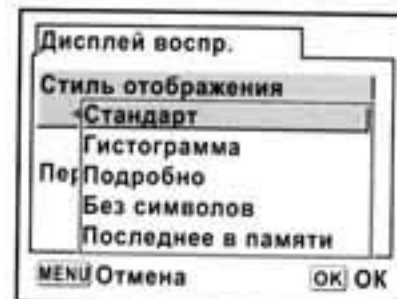 Дисплей воспр.
Стиль отображения
Стандарт
Гистограмма
Подробно
Без символов
Последнее в памяти
MENU Отмена OK OK